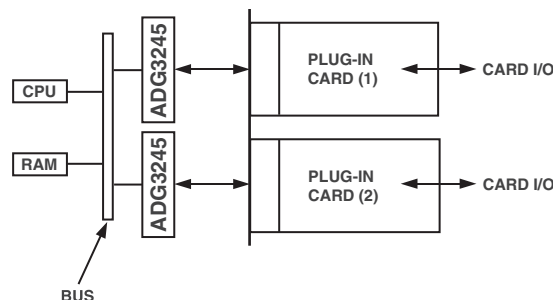 ADG3245
PLUG-IN
CARD (1)
CARD I/O
CPU
RAM
ADG3245
PLUG-IN
CARD (2)
CARD I/O
BUS